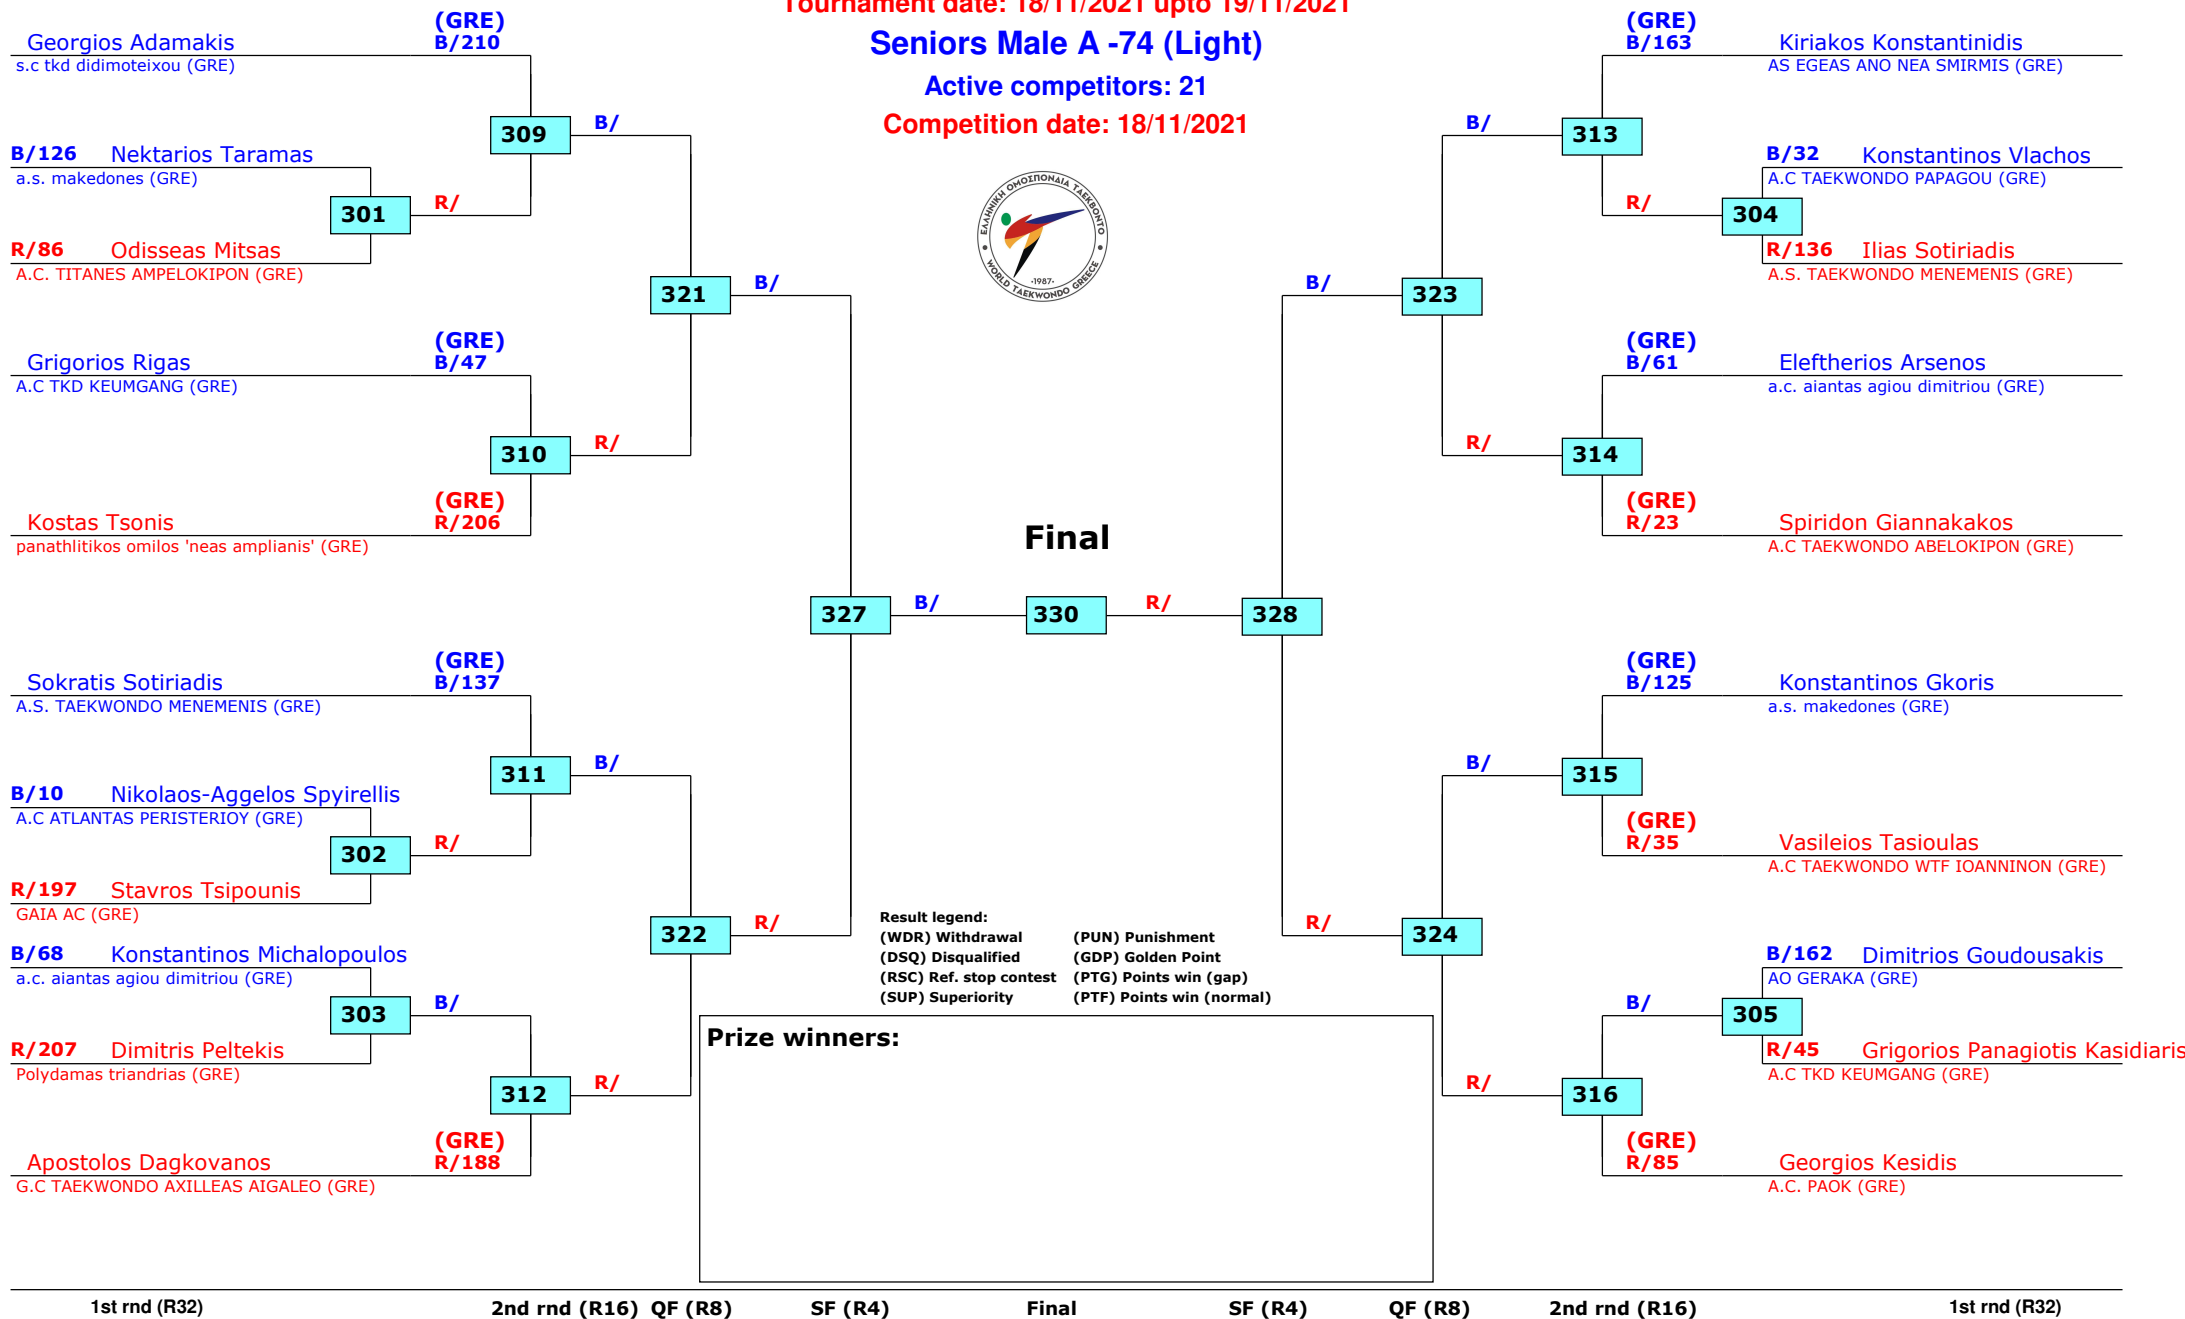 Tournament date: 18/11/2021 upto 19/11/2021
Seniors Male A -74 (Light)
Active competitors: 21
Competition date: 18/11/2021
ΕΛΛΗΝΙΚΗ ΟΜΟΣΠΟΝΔΙΑ ΤΑΕΚΒΟΝΤΟ
·1987·
WORLD TAEKWONDO GREECE
(GRE)
Georgios Adamakis B/210
s.c tkd didimoteixou (GRE)
309 B/
B/126 Nektarios Taramas
a.s. makedones (GRE)
301 R/
R/86 Odisseas Mitsas
A.C. TITANES AMPELOKIPON (GRE)
321 B/
(GRE)
Grigorios Rigas B/47
A.C TKD KEUMGANG (GRE)
310 R/
(GRE)
Kostas Tsonis R/206
panathlitikos omilos 'neas amplianis' (GRE)
Final
327 B/ 330 R/ 328
(GRE)
Sokratis Sotiriadis B/137
A.S. TAEKWONDO MENEMENIS (GRE)
311 B/
B/10 Nikolaos-Aggelos Spyirellis
A.C ATLANTAS PERISTERIOY (GRE)
302 R/
R/197 Stavros Tsipounis
GAIA AC (GRE)
322 R/
B/68 Konstantinos Michalopoulos
a.c. aiantas agiou dimitriou (GRE)
303 B/
R/207 Dimitris Peltekis
Polydamas triandrias (GRE)
312 R/
(GRE)
Apostolos Dagkovanos R/188
G.C TAEKWONDO AXILLEAS AIGALEO (GRE)
(GRE)
B/163 Kiriakos Konstantinidis
AS EGEAS ANO NEA SMIRMIS (GRE)
B/ 313
B/32 Konstantinos Vlachos
A.C TAEKWONDO PAPAGOU (GRE)
R/ 304
R/136 Ilias Sotiriadis
A.S. TAEKWONDO MENEMENIS (GRE)
B/ 323
(GRE)
B/61 Eleftherios Arsenos
a.c. aiantas agiou dimitriou (GRE)
R/ 314
(GRE)
R/23 Spiridon Giannakakos
A.C TAEKWONDO ABELOKIPON (GRE)
(GRE)
B/125 Konstantinos Gkoris
a.s. makedones (GRE)
B/ 315
(GRE)
R/35 Vasileios Tasioulas
A.C TAEKWONDO WTF IOANNINON (GRE)
R/ 324
B/162 Dimitrios Goudousakis
AO GERAKA (GRE)
B/ 305
R/45 Grigorios Panagiotis Kasidiaris
A.C TKD KEUMGANG (GRE)
R/ 316
(GRE)
R/85 Georgios Kesidis
A.C. PAOK (GRE)
Result legend:
(WDR) Withdrawal (PUN) Punishment
(DSQ) Disqualified (GDP) Golden Point
(RSC) Ref. stop contest (PTG) Points win (gap)
(SUP) Superiority (PTF) Points win (normal)
Prize winners:
1st rnd (R32) 2nd rnd (R16) QF (R8) SF (R4) Final SF (R4) QF (R8) 2nd rnd (R16) 1st rnd (R32)